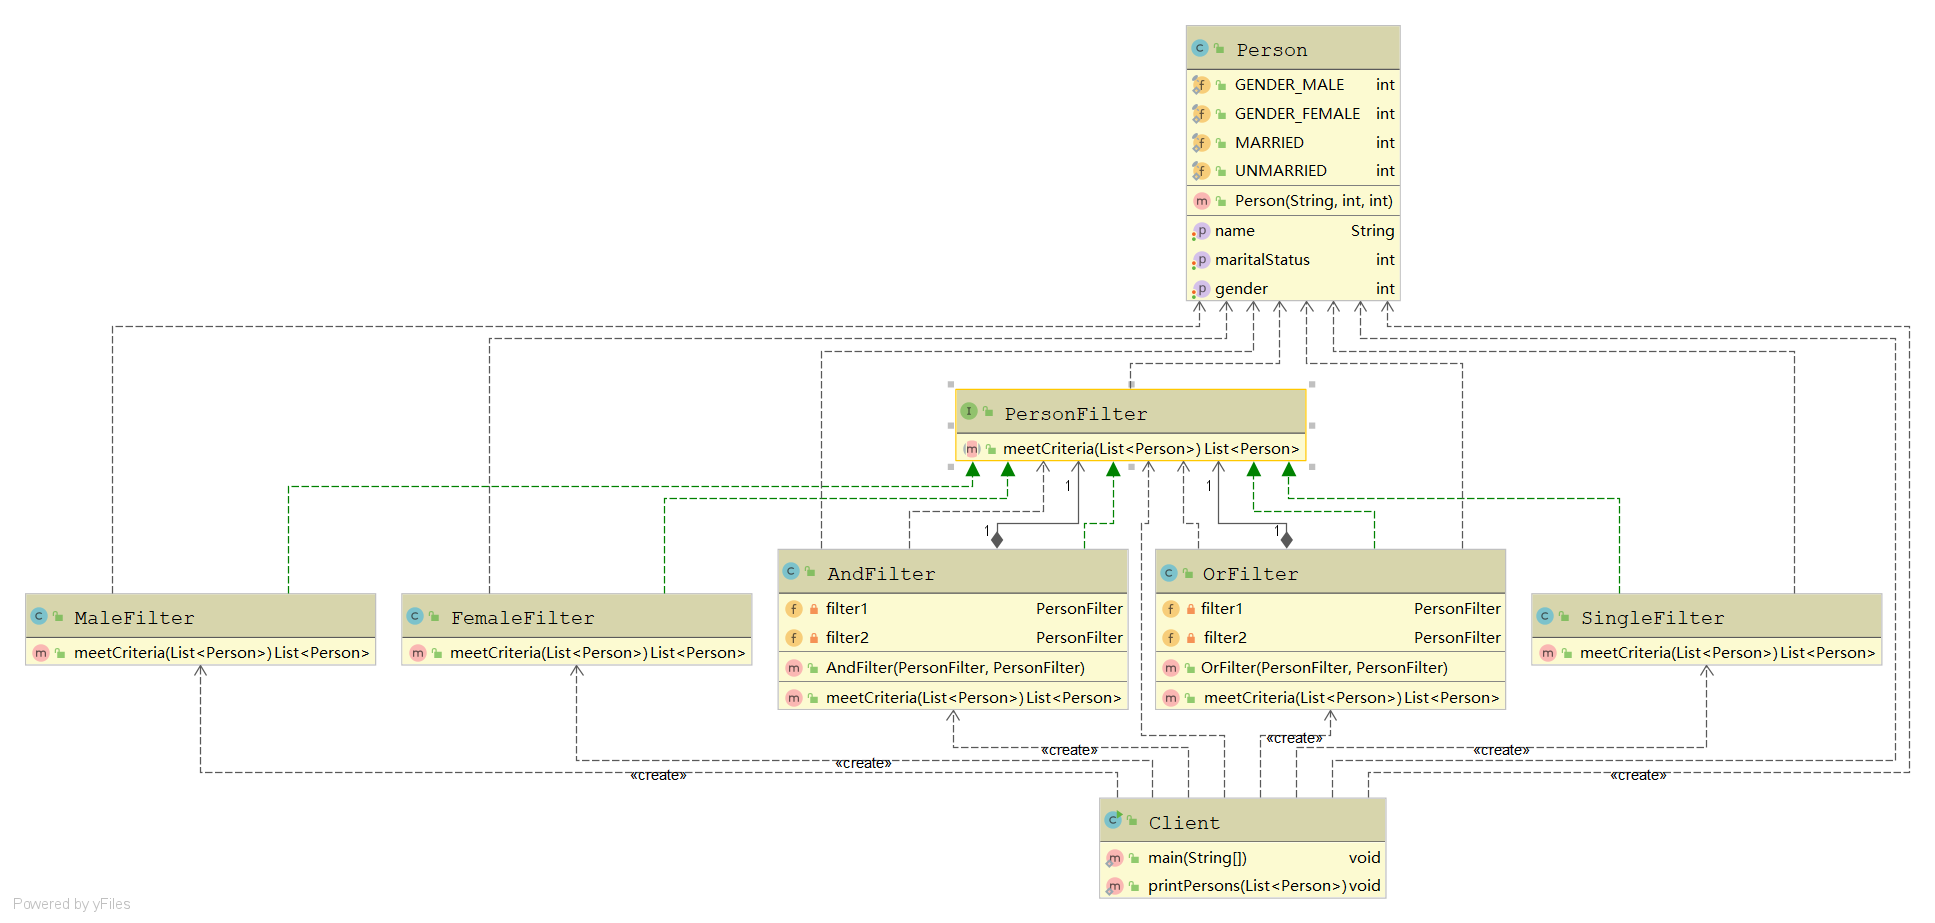 Person
GENDER_MALE int
GENDER_FEMALE int
MARRIED int
UNMARRIED int
Person(String, int, int)
name String
maritalStatus int
gender int
PersonFilter
meetCriteria(List<Person>) List<Person>
1
1
1
1
MaleFilter
meetCriteria(List<Person>) List<Person>
FemaleFilter
meetCriteria(List<Person>) List<Person>
AndFilter
filter1 PersonFilter
filter2 PersonFilter
AndFilter(PersonFilter, PersonFilter)
meetCriteria(List<Person>) List<Person>
OrFilter
filter1 PersonFilter
filter2 PersonFilter
OrFilter(PersonFilter, PersonFilter)
meetCriteria(List<Person>) List<Person>
SingleFilter
meetCriteria(List<Person>) List<Person>
«create»
«create»
«create»
«create»
«create»
«create»
Client
main(String[]) void
printPersons(List<Person>) void
Powered by yFiles